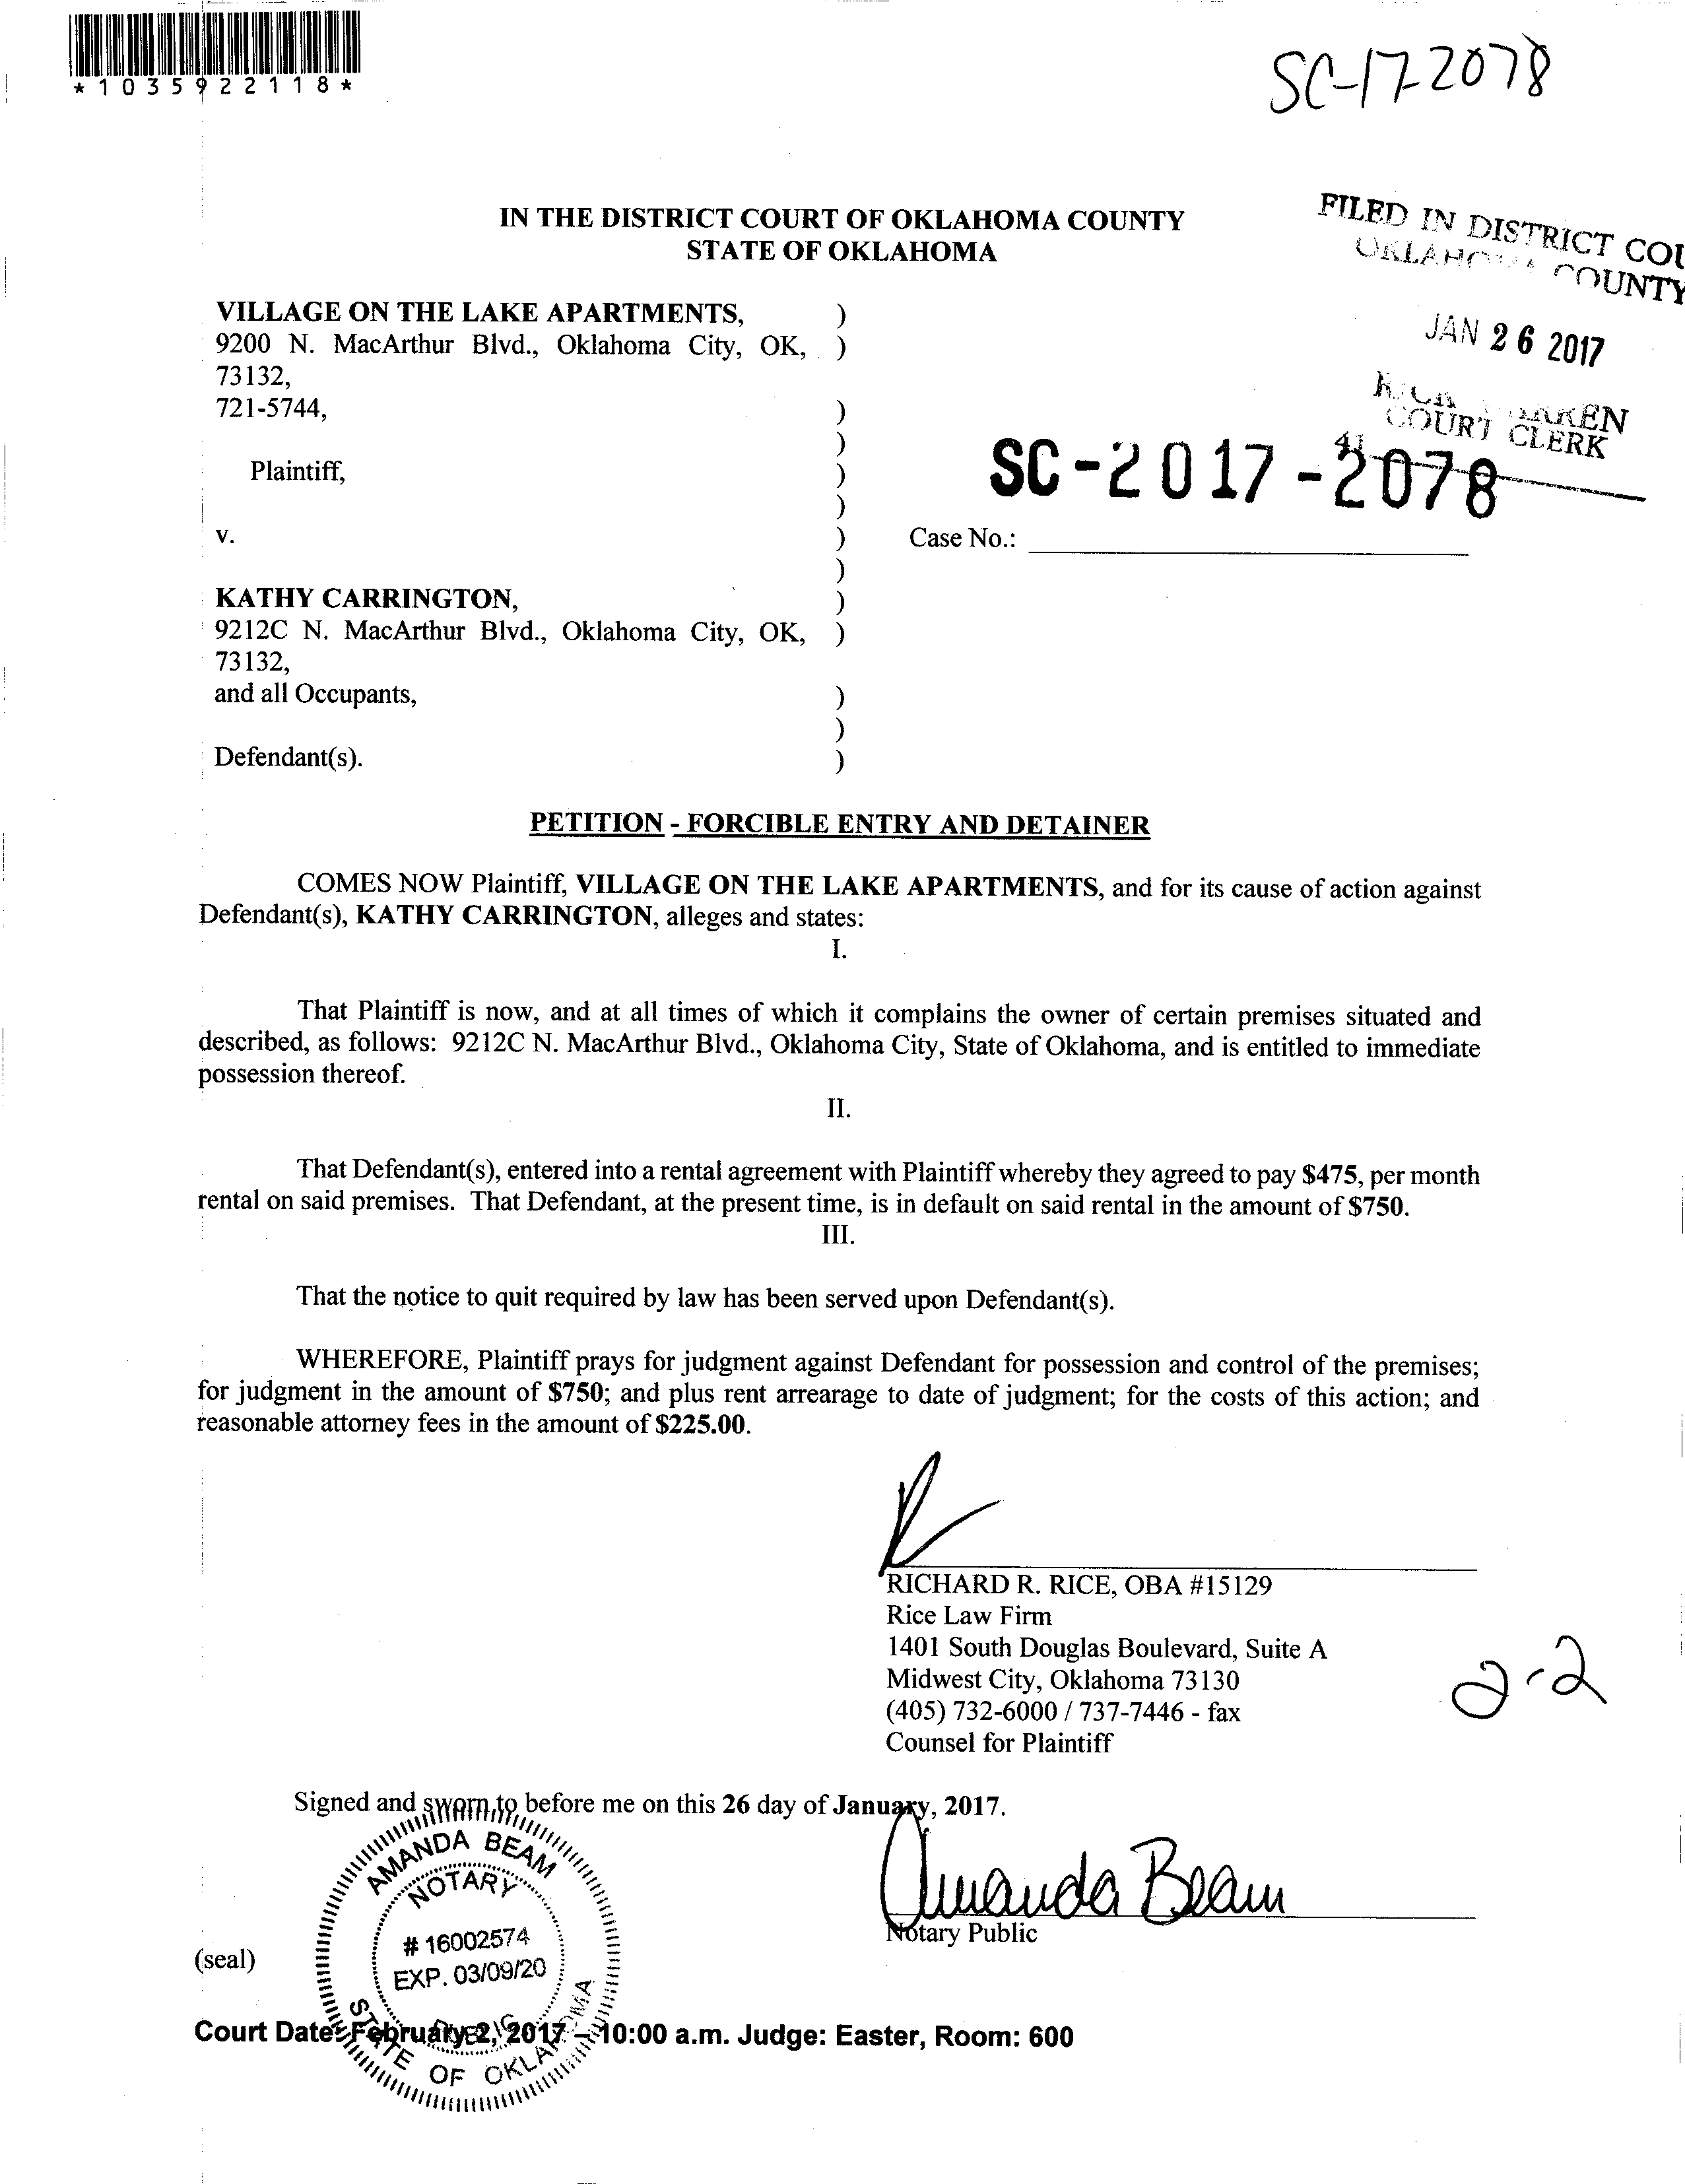 *1035922118*
SC-17-2078
IN THE DISTRICT COURT OF OKLAHOMA COUNTY
STATE OF OKLAHOMA
FILED IN DISTRICT COU
OKLAHOMA COUNTY
JAN 26 2017
COURT CLERK
41
VILLAGE ON THE LAKE APARTMENTS, )
9200 N. MacArthur Blvd., Oklahoma City, OK, )
73132,
721-5744, )
)
Plaintiff, )
)
SC-2017-2078
v. )
Case No.:
)
KATHY CARRINGTON, )
9212C N. MacArthur Blvd., Oklahoma City, OK, )
73132,
and all Occupants, )
)
Defendant(s). )
PETITION - FORCIBLE ENTRY AND DETAINER
COMES NOW Plaintiff, VILLAGE ON THE LAKE APARTMENTS, and for its cause of action against
Defendant(s), KATHY CARRINGTON, alleges and states:
I.
That Plaintiff is now, and at all times of which it complains the owner of certain premises situated and
described, as follows: 9212C N. MacArthur Blvd., Oklahoma City, State of Oklahoma, and is entitled to immediate
possession thereof.
II.
That Defendant(s), entered into a rental agreement with Plaintiff whereby they agreed to pay $475, per month
rental on said premises. That Defendant, at the present time, is in default on said rental in the amount of $750.
III.
That the notice to quit required by law has been served upon Defendant(s).
WHEREFORE, Plaintiff prays for judgment against Defendant for possession and control of the premises;
for judgment in the amount of $750; and plus rent arrearage to date of judgment; for the costs of this action; and
reasonable attorney fees in the amount of $225.00.
RICHARD R. RICE, OBA #15129
Rice Law Firm
1401 South Douglas Boulevard, Suite A
Midwest City, Oklahoma 73130
(405) 732-6000 / 737-7446 - fax
Counsel for Plaintiff
2-2
Signed and sworn to before me on this 26 day of January, 2017.
Amanda Beam
Notary Public
(seal)
AMANDA BEAM
NOTARY
# 16002574
EXP. 03/09/20
PUBLIC
STATE OF OKLAHOMA
Court Date: February 2, 2017 - 10:00 a.m. Judge: Easter, Room: 600